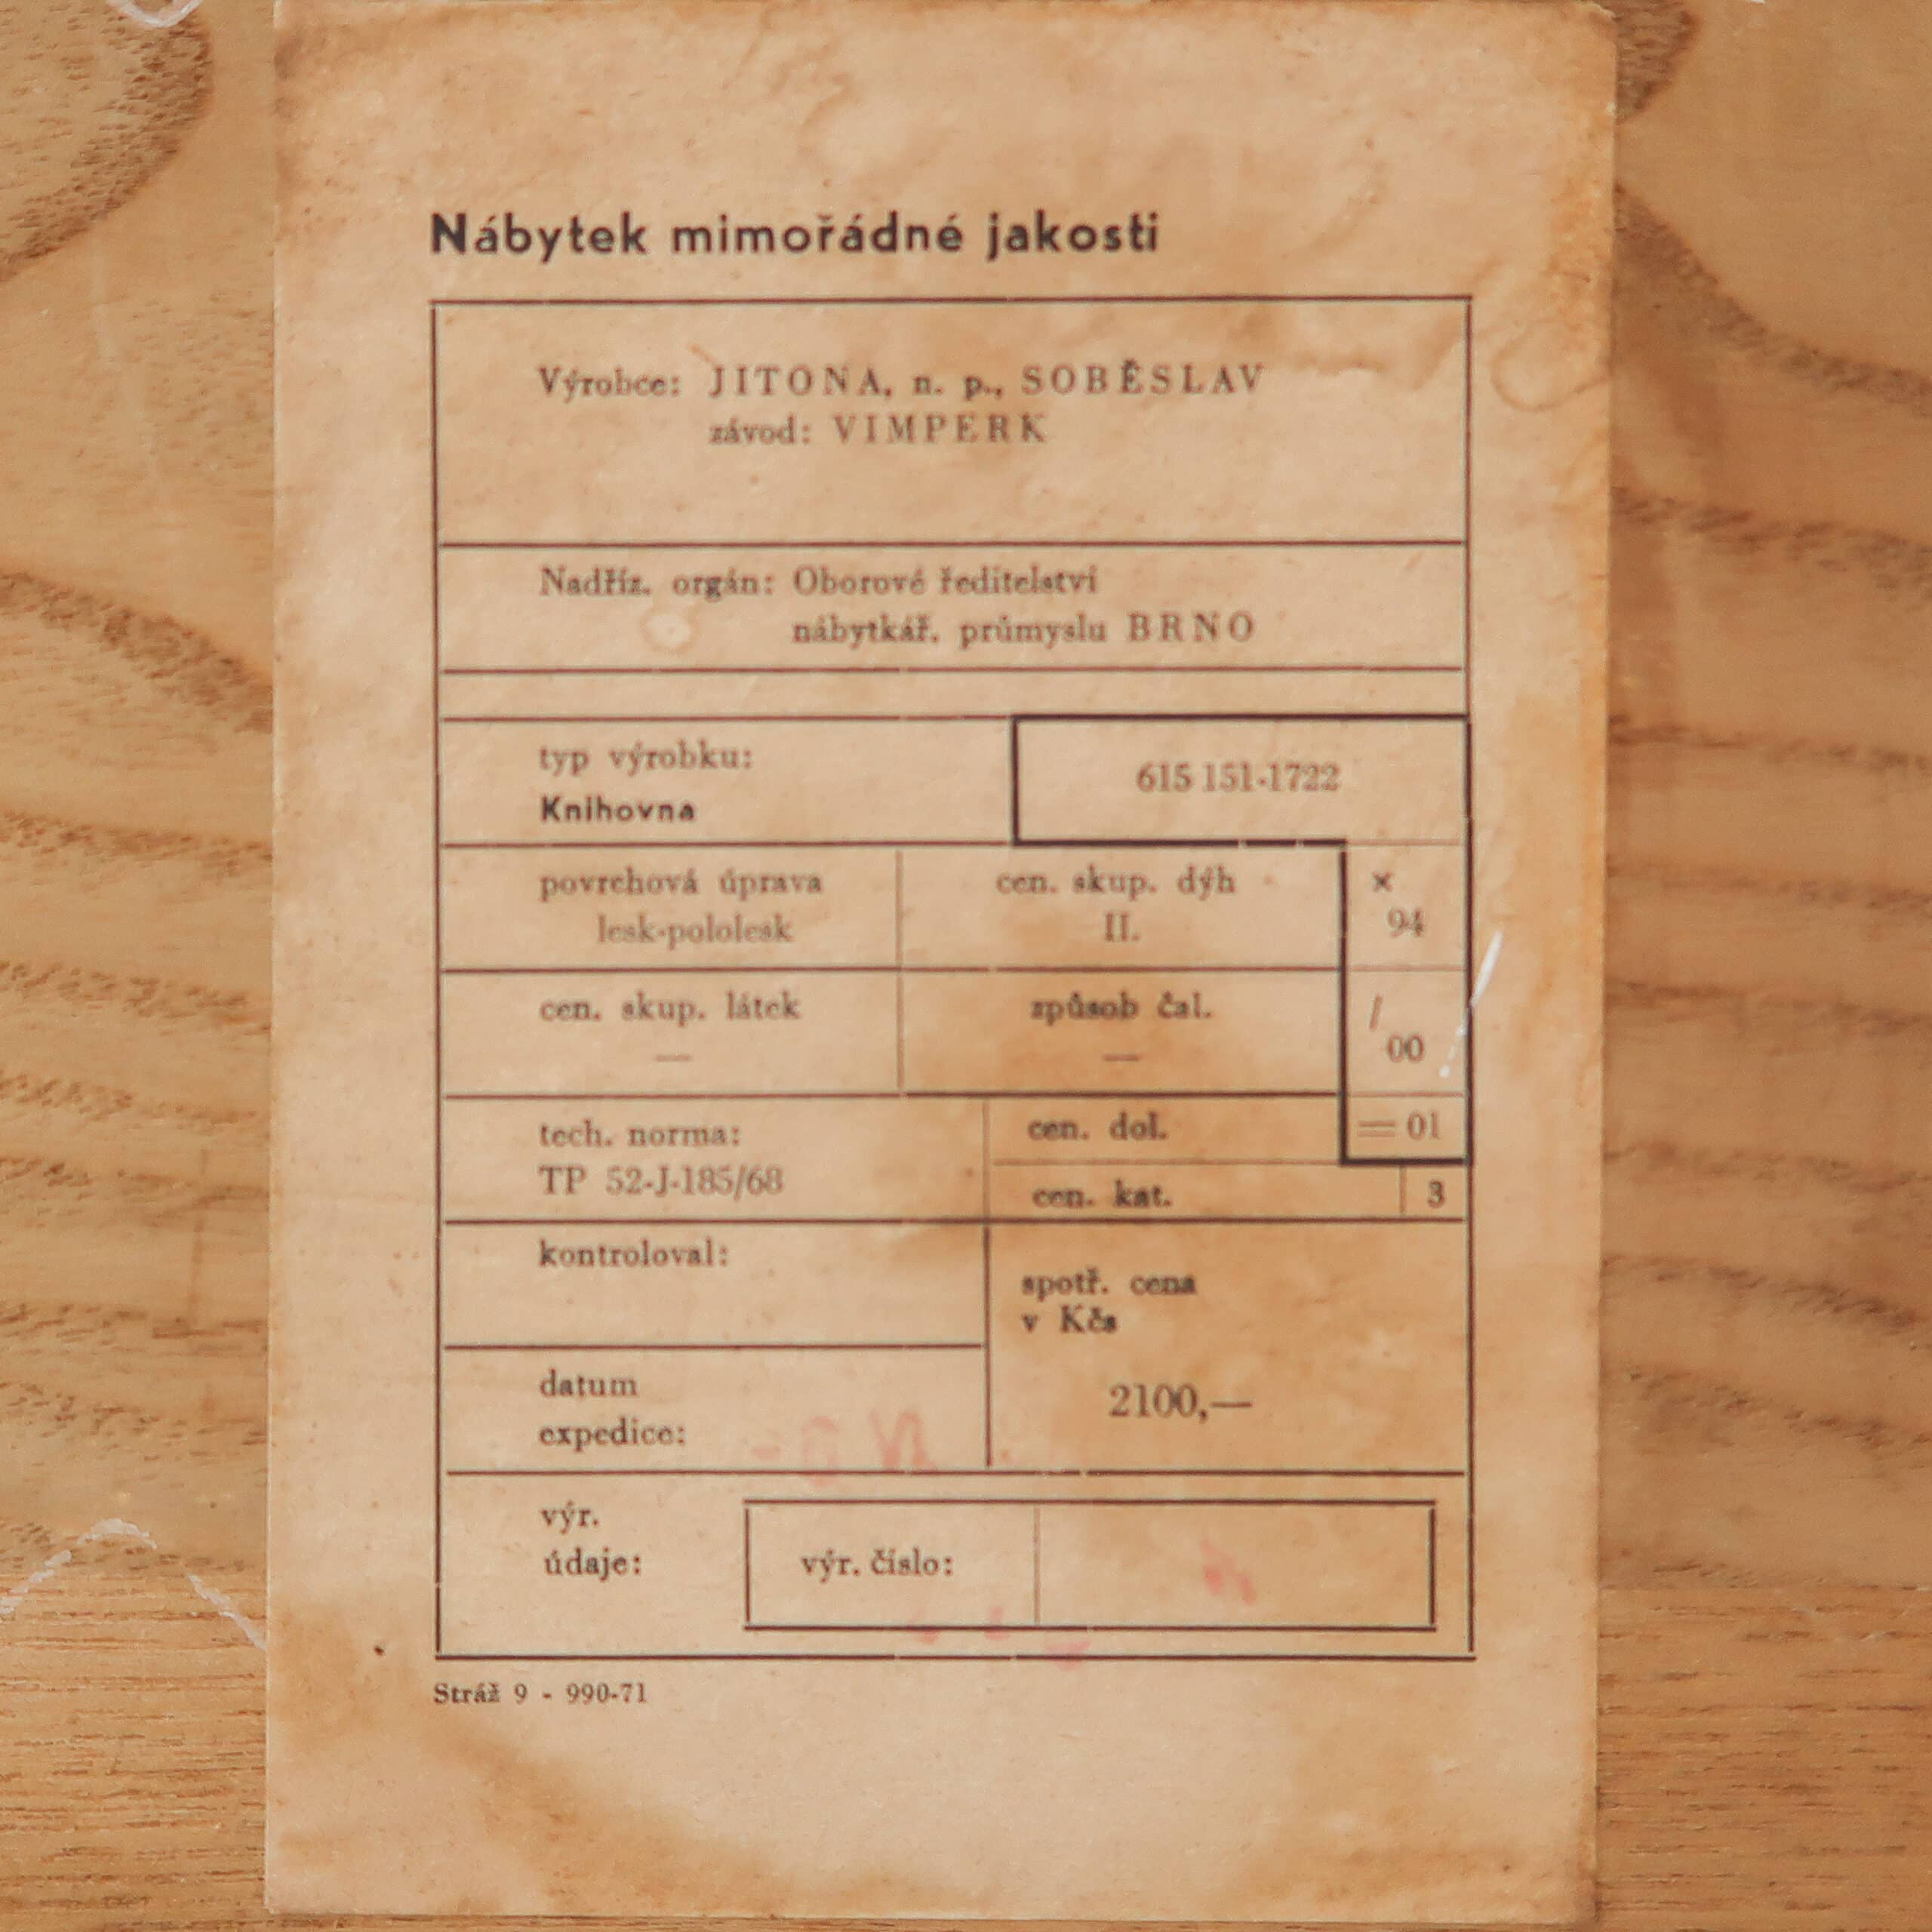 Nábytek mimořádné jakosti
Výrobce: JITONA, n. p., SOBĚSLAV
závod: VIMPERK
Nadříz. orgán: Oborové ředitelství
nábytkář. průmyslu BRNO
typ výrobku:
Knihovna
615 151-1722
povrchová úprava
lesk-pololesk
cen. skup. dýh
II.
×
94
cen. skup. látek
—
způsob čal.
—
/
00
tech. norma:
TP 52-J-185/68
cen. dol.
= 01
cen. kat.
3
kontroloval:
spotř. cena
v Kčs
2100,—
datum
expedice:
výr.
údaje:
výr. číslo:
Stráž 9 - 990-71